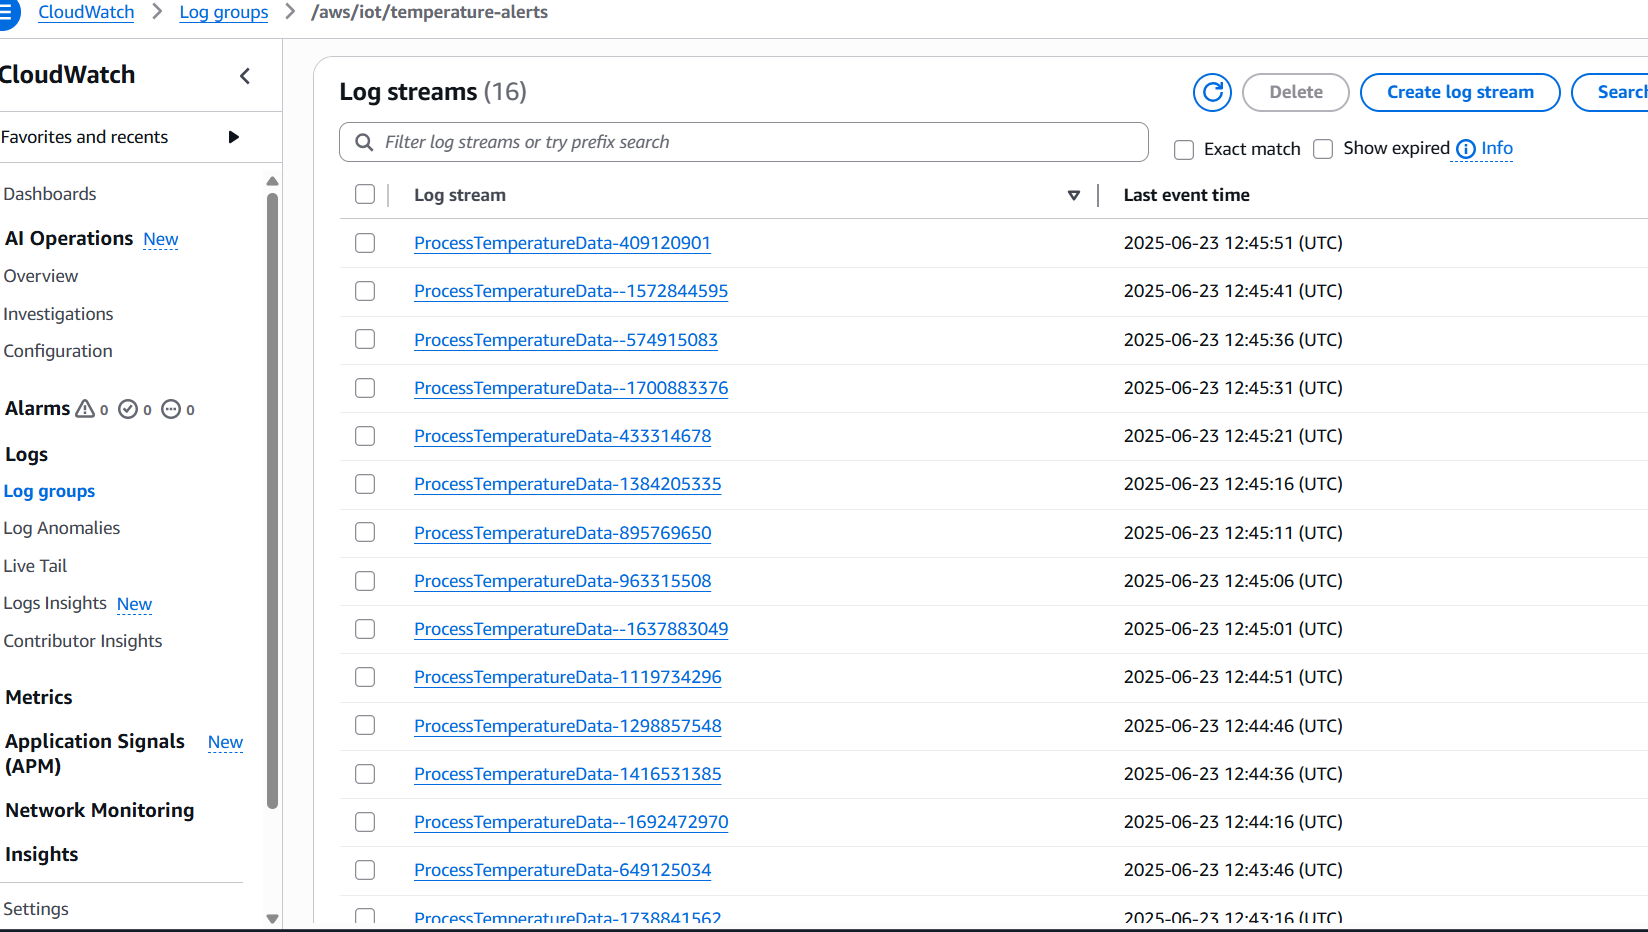 CloudWatch > Log groups > /aws/iot/temperature-alerts
CloudWatch
Favorites and recents
Dashboards
AI Operations New
Overview
Investigations
Configuration
Alarms 0 0 0
Logs
Log groups
Log Anomalies
Live Tail
Logs Insights New
Contributor Insights
Metrics
Application Signals New
(APM)
Network Monitoring
Insights
Settings
Log streams (16)
Delete
Create log stream
Filter log streams or try prefix search
Exact match
Show expired
Info
Log stream Last event time
ProcessTemperatureData-409120901 2025-06-23 12:45:51 (UTC)
ProcessTemperatureData--1572844595 2025-06-23 12:45:41 (UTC)
ProcessTemperatureData--574915083 2025-06-23 12:45:36 (UTC)
ProcessTemperatureData--1700883376 2025-06-23 12:45:31 (UTC)
ProcessTemperatureData-433314678 2025-06-23 12:45:21 (UTC)
ProcessTemperatureData-1384205335 2025-06-23 12:45:16 (UTC)
ProcessTemperatureData-895769650 2025-06-23 12:45:11 (UTC)
ProcessTemperatureData-963315508 2025-06-23 12:45:06 (UTC)
ProcessTemperatureData--1637883049 2025-06-23 12:45:01 (UTC)
ProcessTemperatureData-1119734296 2025-06-23 12:44:51 (UTC)
ProcessTemperatureData-1298857548 2025-06-23 12:44:46 (UTC)
ProcessTemperatureData-1416531385 2025-06-23 12:44:36 (UTC)
ProcessTemperatureData--1692472970 2025-06-23 12:44:16 (UTC)
ProcessTemperatureData-649125034 2025-06-23 12:43:46 (UTC)
ProcessTemperatureData-1738841562 2025-06-23 12:43:16 (UTC)